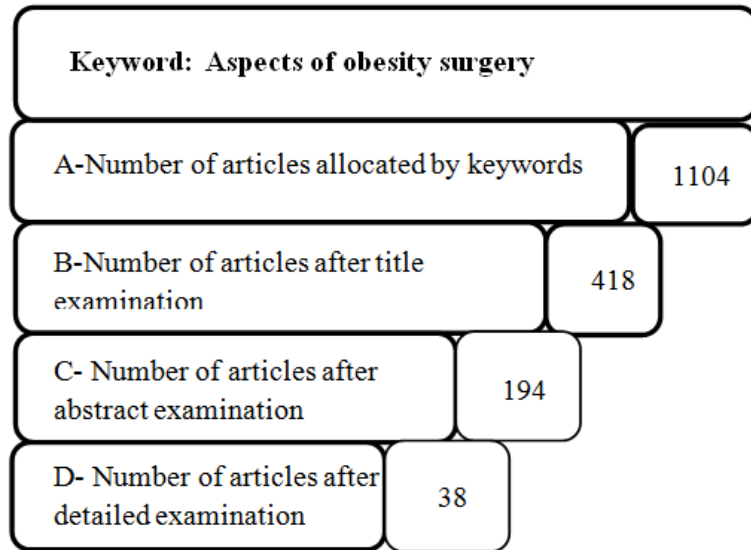 Keyword:  Aspects of obesity surgery
A-Number of articles allocated by keywords
1104
B-Number of articles after title
examination
418
C- Number of articles after
abstract examination
194
D- Number of articles after
detailed examination
38